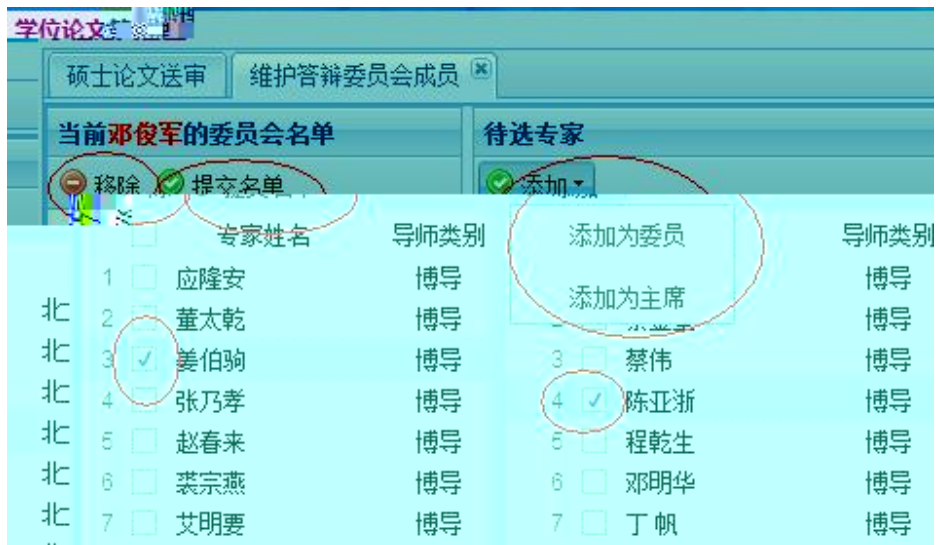 学位论文
硕士论文送审 维护答辩委员会成员
当前邓俊军的委员会名单 待选专家
移除 提交名单 添加
专家姓名 导师类别 添加为委员 导师类别
1 应隆安 博导 博导
添加为主席
北 2 董太乾 博导 博导
北 3 姜伯驹 博导 3 蔡伟 博导
北 4 张乃孝 博导 4 陈亚浙 博导
北 5 赵春来 博导 5 程乾生 博导
北 6 裘宗燕 博导 6 邓明华 博导
北 7 艾明要 博导 7 丁帆 博导